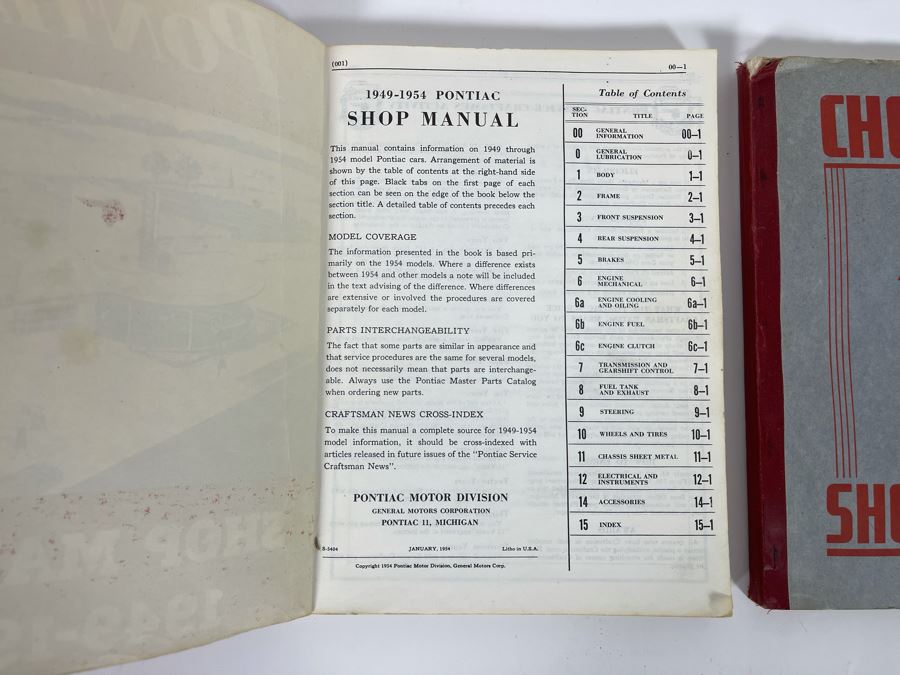 (001)
00—1
1949-1954 PONTIAC
SHOP MANUAL
This manual contains information on 1949 through
1954 model Pontiac cars. Arrangement of material is
shown by the table of contents at the right-hand side
of this page. Black tabs on the first page of each
section can be seen on the edge of the book below the
section title. A detailed table of contents precedes each
section.
MODEL COVERAGE
The information presented in the book is based pri-
marily on the 1954 models. Where a difference exists
between 1954 and other models a note will be included
in the text advising of the difference. Where differences
are extensive or involved the procedures are covered
separately for each model.
PARTS INTERCHANGEABILITY
The fact that some parts are similar in appearance and
that service procedures are the same for several models,
does not necessarily mean that parts are interchange-
able. Always use the Pontiac Master Parts Catalog
when ordering new parts.
CRAFTSMAN NEWS CROSS-INDEX
To make this manual a complete source for 1949-1954
model information, it should be cross-indexed with
articles released in future issues of the "Pontiac Service
Craftsman News".
PONTIAC MOTOR DIVISION
GENERAL MOTORS CORPORATION
PONTIAC 11, MICHIGAN
S-5404 JANUARY, 1954 Litho in U.S.A.
Copyright 1954 Pontiac Motor Division, General Motors Corp.
Table of Contents
SEC-
TION TITLE PAGE
00 GENERAL
INFORMATION 00–1
0 GENERAL
LUBRICATION 0–1
1 BODY 1–1
2 FRAME 2–1
3 FRONT SUSPENSION 3–1
4 REAR SUSPENSION 4–1
5 BRAKES 5–1
6 ENGINE
MECHANICAL 6–1
6a ENGINE COOLING
AND OILING 6a–1
6b ENGINE FUEL 6b–1
6c ENGINE CLUTCH 6c–1
7 TRANSMISSION AND
GEARSHIFT CONTROL 7–1
8 FUEL TANK
AND EXHAUST 8–1
9 STEERING 9–1
10 WHEELS AND TIRES 10–1
11 CHASSIS SHEET METAL 11–1
12 ELECTRICAL AND
INSTRUMENTS 12–1
14 ACCESSORIES 14–1
15 INDEX 15–1
CHO
SHO